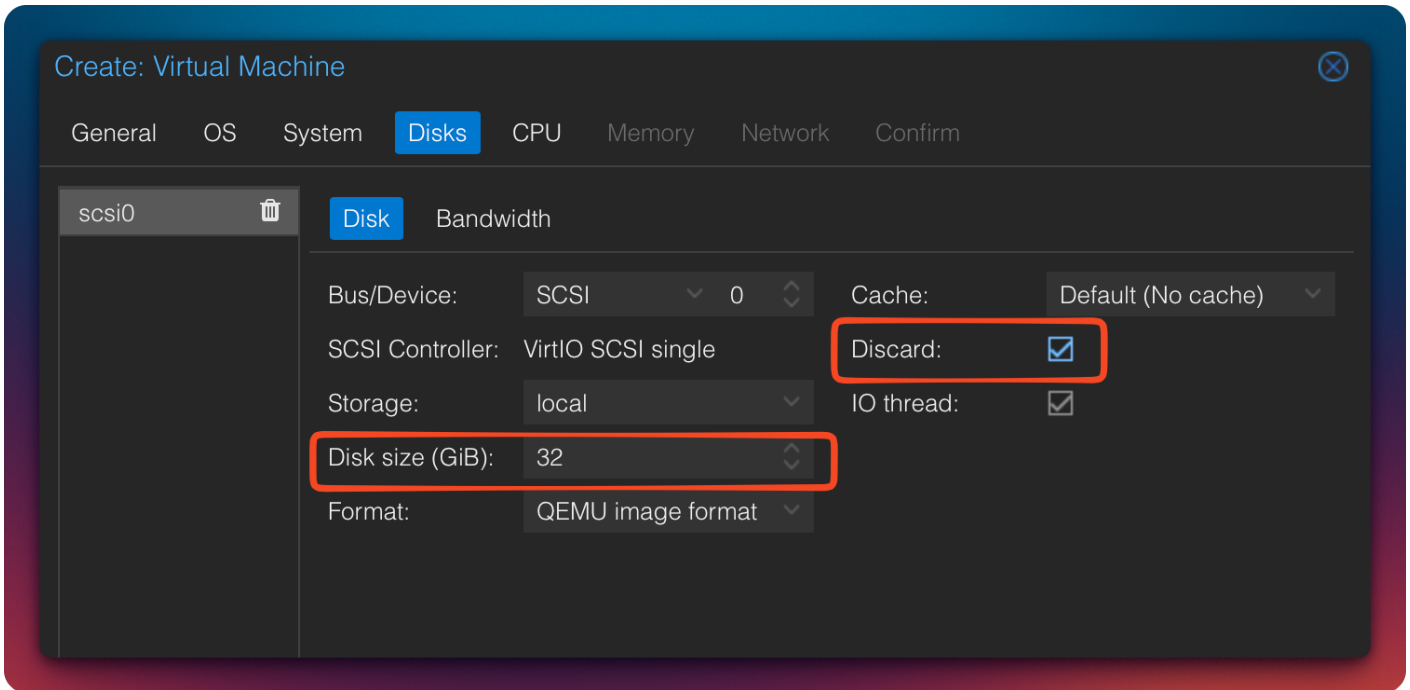 Create: Virtual Machine
General OS System Disks CPU Memory Network Confirm
scsi0
Disk Bandwidth
Bus/Device: SCSI 0 Cache: Default (No cache)
SCSI Controller: VirtIO SCSI single Discard:
Storage: local IO thread:
Disk size (GiB): 32
Format: QEMU image format